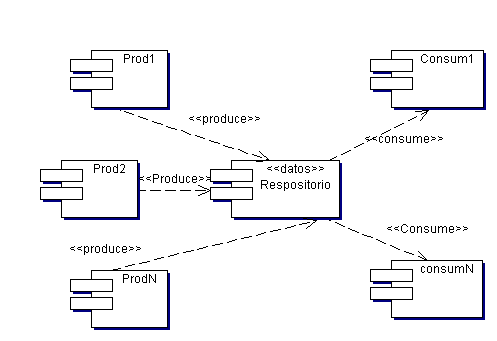 Prod1
Consum1
<<produce>>
<<consume>>
Prod2
<<Produce>>
<<datos>>
Respositorio
<<produce>>
<<Consume>>
ProdN
consumN